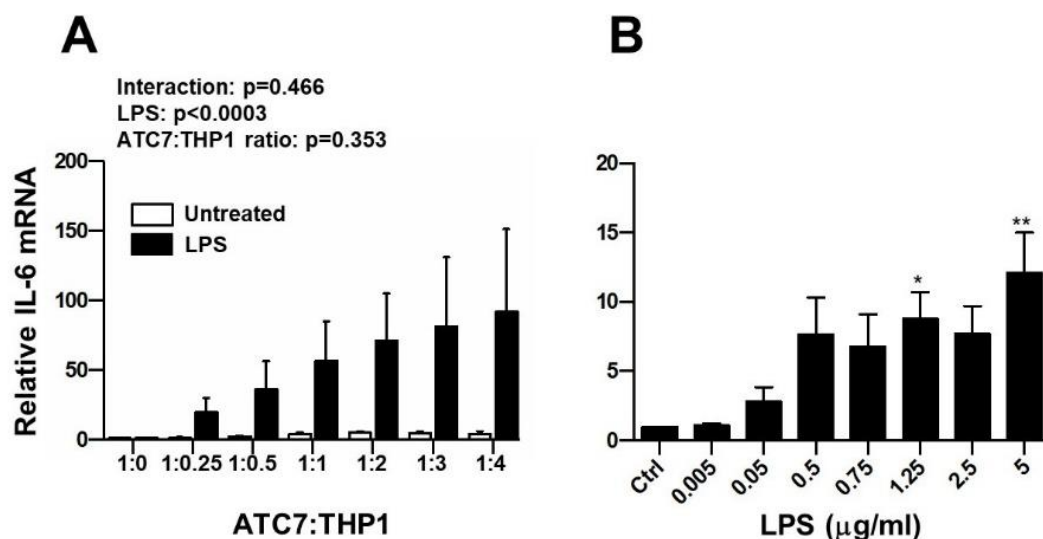 A
Interaction: p=0.466
LPS: p<0.0003
ATC7:THP1 ratio: p=0.353
Relative IL-6 mRNA
200
150
100
50
0
Untreated
LPS
1:0 1:0.25 1:0.5 1:1 1:2 1:3 1:4
ATC7:THP1
B
20
15
10
5
0
*
**
Ctrl 0.005 0.05 0.5 0.75 1.25 2.5 5
LPS (μg/ml)